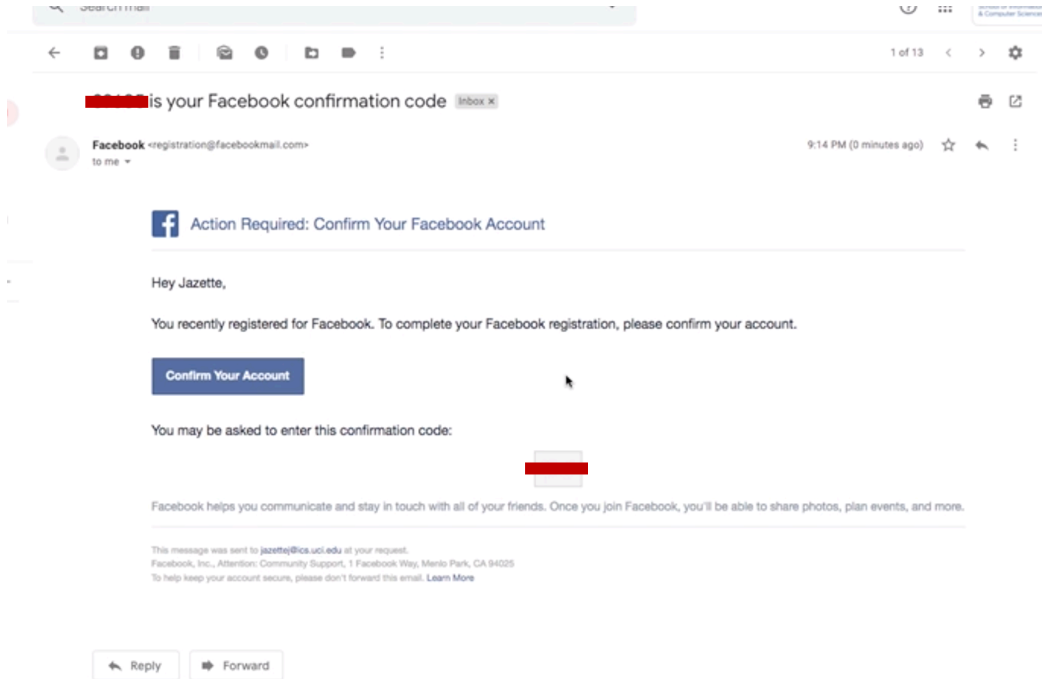 Search mail
& Computer Sciences
1 of 13
is your Facebook confirmation code Inbox x
Facebook <registration@facebookmail.com>
9:14 PM (0 minutes ago)
to me
Action Required: Confirm Your Facebook Account
Hey Jazette,
You recently registered for Facebook. To complete your Facebook registration, please confirm your account.
Confirm Your Account
You may be asked to enter this confirmation code:
Facebook helps you communicate and stay in touch with all of your friends. Once you join Facebook, you'll be able to share photos, plan events, and more.
This message was sent to jazettej@ics.uci.edu at your request.
Facebook, Inc., Attention: Community Support, 1 Facebook Way, Menlo Park, CA 94025
To help keep your account secure, please don't forward this email. Learn More
Reply
Forward